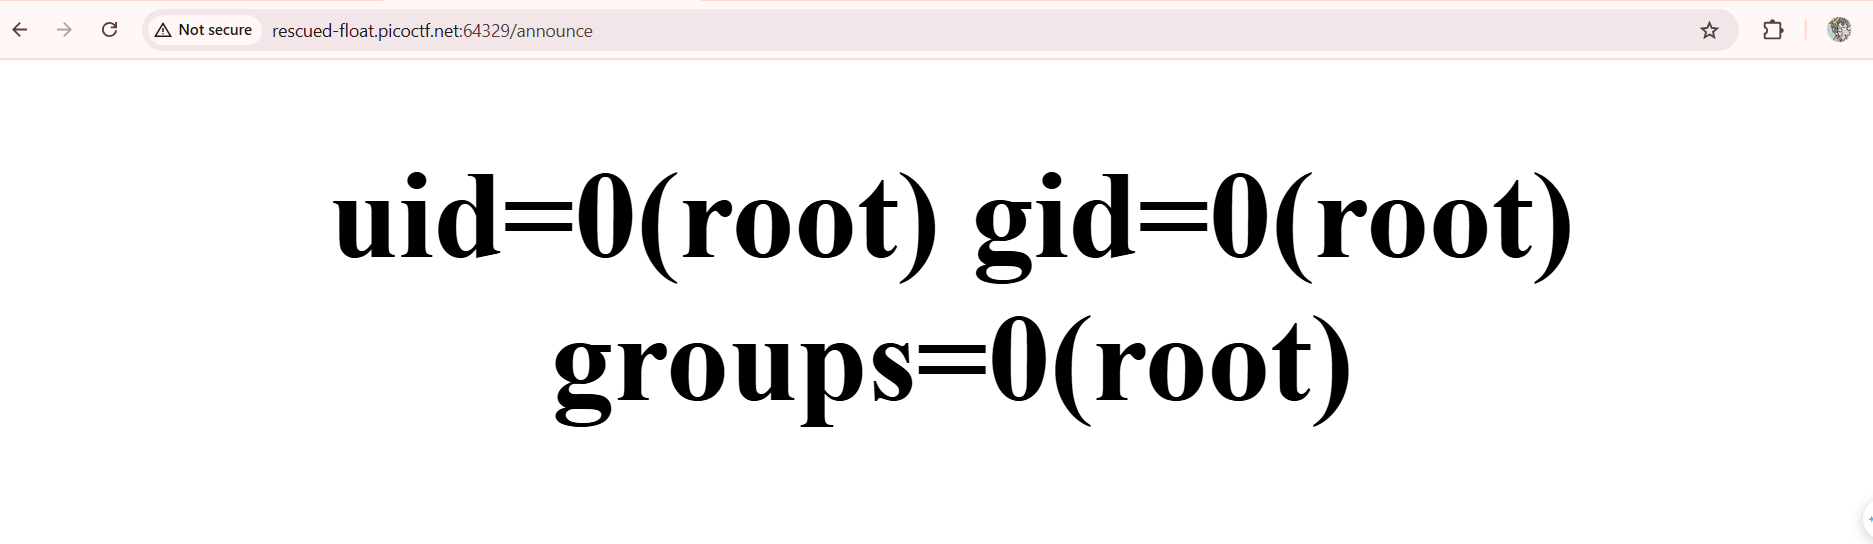 Not secure rescued-float.picoctf.net:64329/announce
uid=0(root) gid=0(root)
groups=0(root)